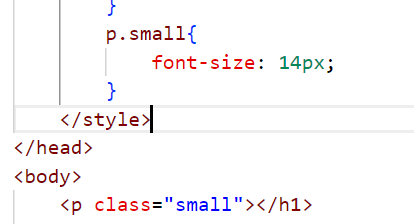 }
p.small{
font-size: 14px;
}
</style>
</head>
<body>
<p class="small"></h1>